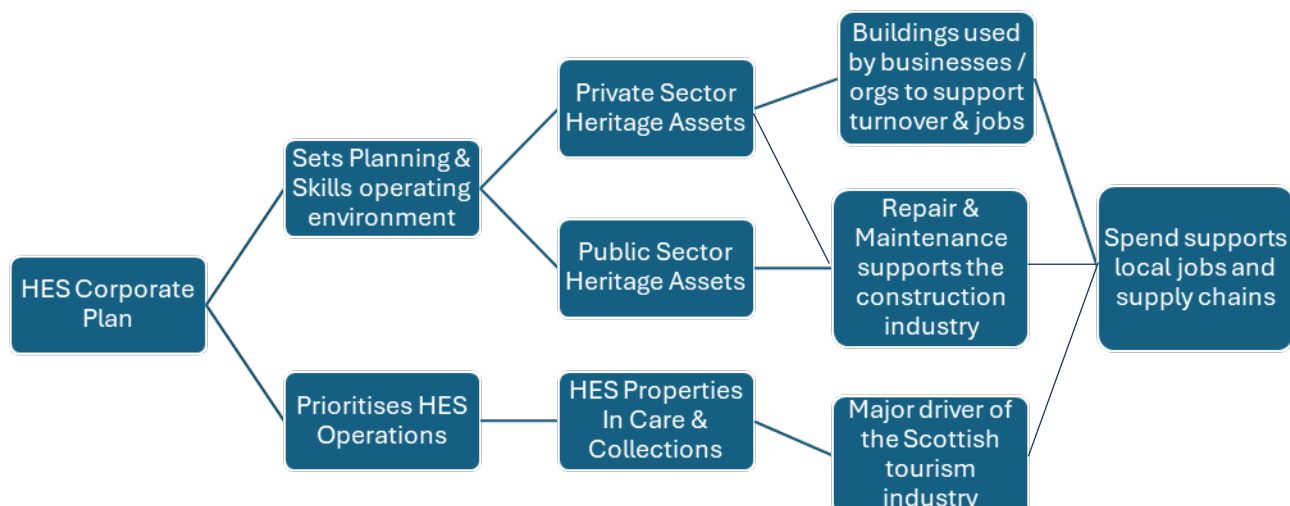 HES Corporate
Plan
Sets Planning &
Skills operating
environment
Prioritises HES
Operations
Private Sector
Heritage Assets
Public Sector
Heritage Assets
HES Properties
In Care &
Collections
Buildings used
by businesses /
orgs to support
turnover & jobs
Repair &
Maintenance
supports the
construction
industry
Major driver of
the Scottish
tourism
industry
Spend supports
local jobs and
supply chains